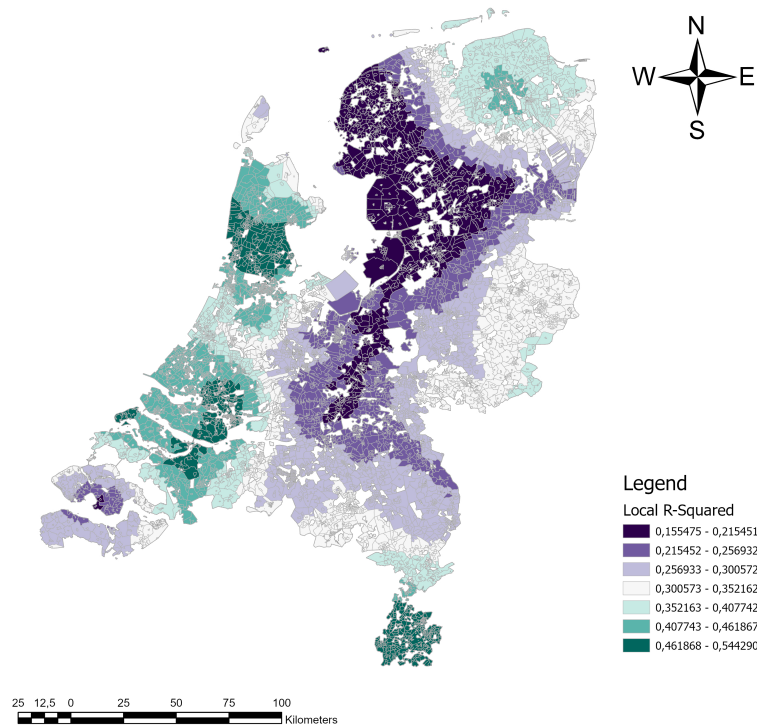 N
W E
S
Legend
Local R-Squared
0,155475 - 0,215451
0,215452 - 0,256932
0,256933 - 0,300572
0,300573 - 0,352162
0,352163 - 0,407742
0,407743 - 0,461867
0,461868 - 0,544290
25 12,5 0 25 50 75 100
Kilometers